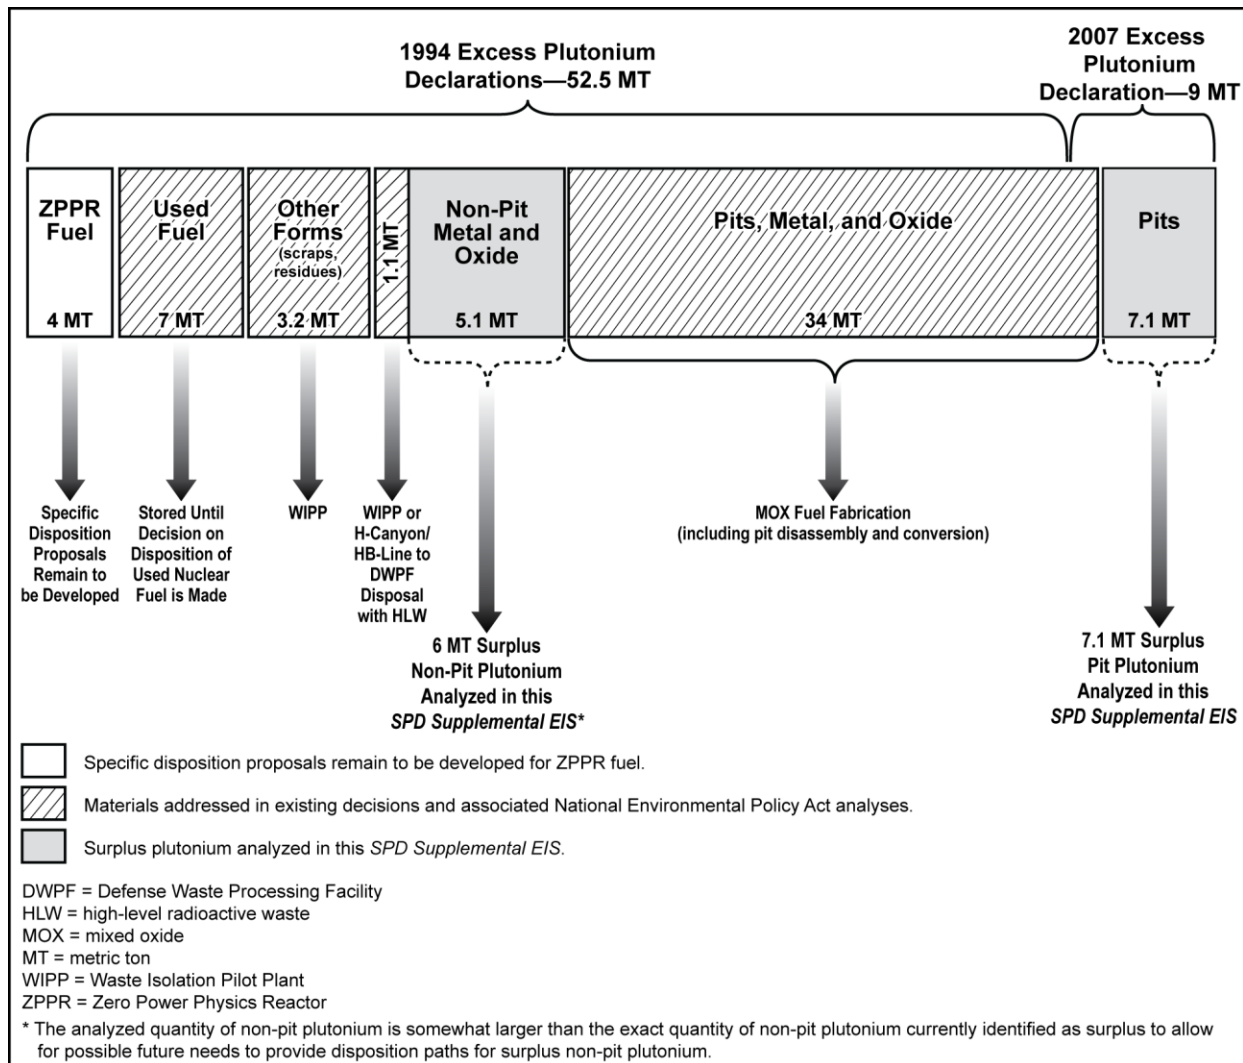 1994 Excess Plutonium
Declarations—52.5 MT
2007 Excess
Plutonium
Declaration—9 MT
ZPPR
Fuel
4 MT
Used
Fuel
7 MT
Other
Forms
(scraps,
residues)
3.2 MT
1.1 MT
Non-Pit
Metal and
Oxide
5.1 MT
Pits, Metal, and Oxide
34 MT
Pits
7.1 MT
Specific
Disposition
Proposals
Remain to
be Developed
Stored Until
Decision on
Disposition of
Used Nuclear
Fuel is Made
WIPP
WIPP or
H-Canyon/
HB-Line to
DWPF
Disposal
with HLW
6 MT Surplus
Non-Pit Plutonium
Analyzed in this
SPD Supplemental EIS*
MOX Fuel Fabrication
(including pit disassembly and conversion)
7.1 MT Surplus
Pit Plutonium
Analyzed in this
SPD Supplemental EIS
Specific disposition proposals remain to be developed for ZPPR fuel.
Materials addressed in existing decisions and associated National Environmental Policy Act analyses.
Surplus plutonium analyzed in this SPD Supplemental EIS.
DWPF = Defense Waste Processing Facility
HLW = high-level radioactive waste
MOX = mixed oxide
MT = metric ton
WIPP = Waste Isolation Pilot Plant
ZPPR = Zero Power Physics Reactor
* The analyzed quantity of non-pit plutonium is somewhat larger than the exact quantity of non-pit plutonium currently identified as surplus to allow
for possible future needs to provide disposition paths for surplus non-pit plutonium.